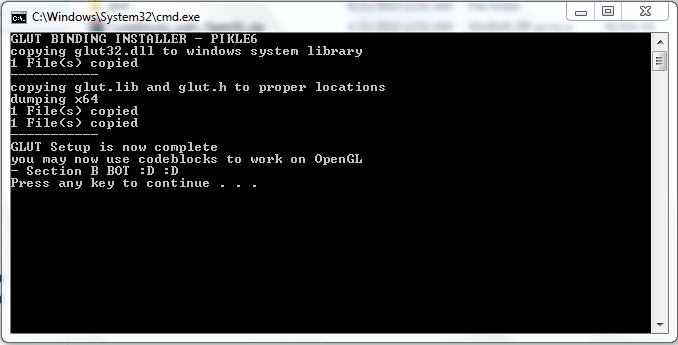 C:\Windows\System32\cmd.exe
GLUT BINDING INSTALLER - PIKLE6
copying glut32.dll to windows system library
1 File(s) copied
-----------
copying glut.lib and glut.h to proper locations
dumping x64
1 File(s) copied
1 File(s) copied
-----------
GLUT Setup is now complete
you may now use codeblocks to work on OpenGL
- Section B BOT :D :D
Press any key to continue . . .